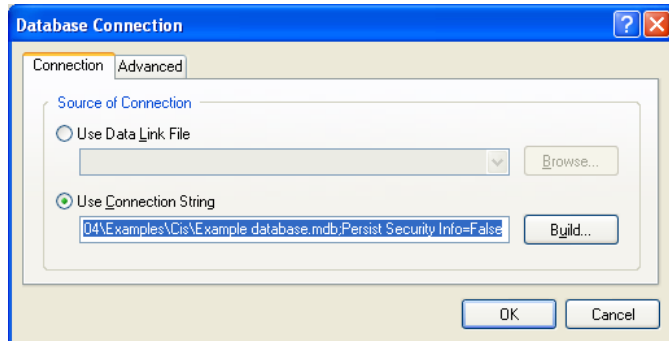 Database Connection
Connection Advanced
Source of Connection
Use Data Link File
Browse...
Use Connection String
04\Examples\Cis\Example database.mdb;Persist Security Info=False Build...
OK Cancel